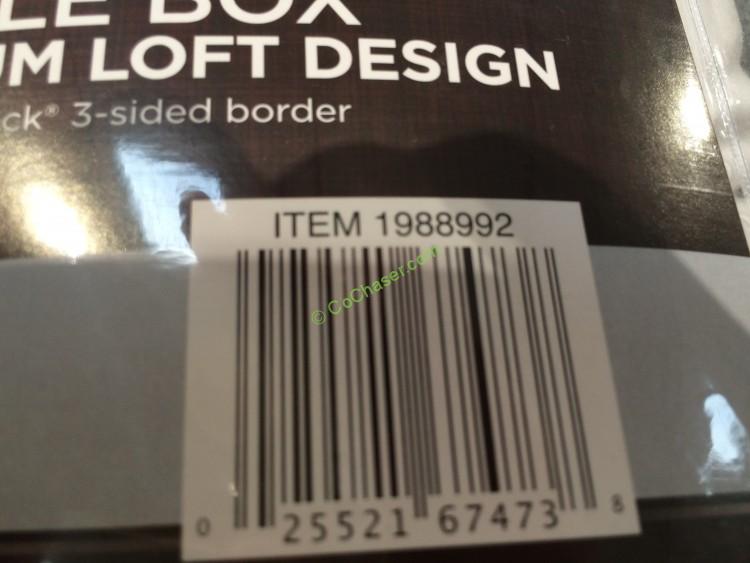 LE BOX
UM LOFT DESIGN
ck® 3-sided border
ITEM 1988992
© CoChaser.com
0 25521 67473 8